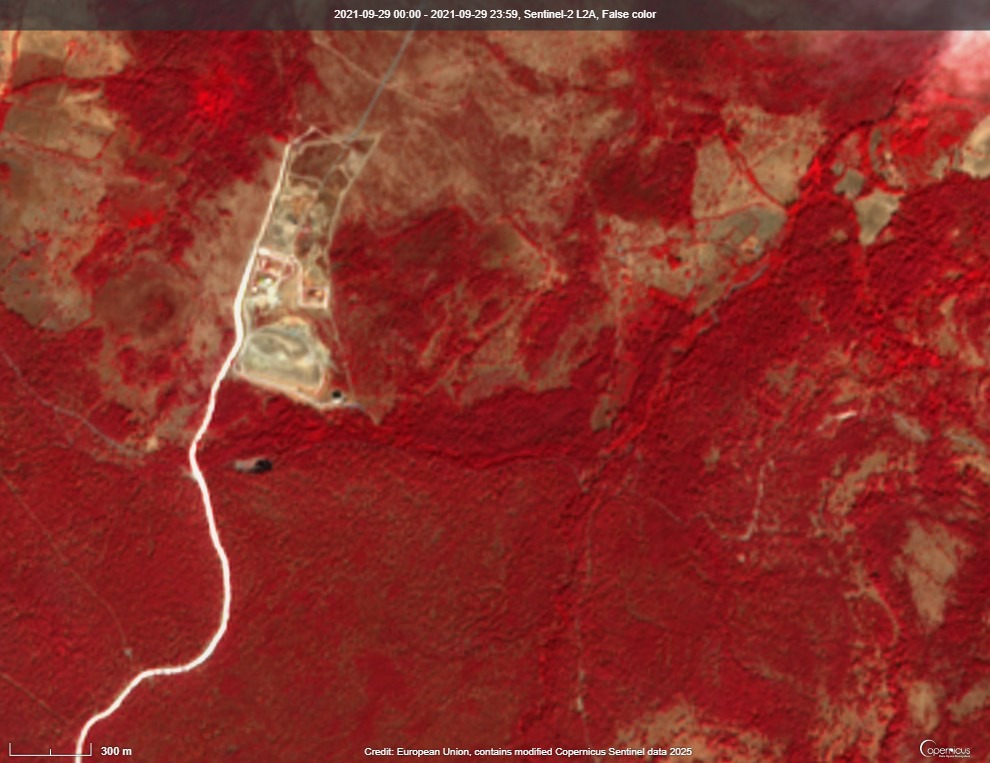 2021-09-29 00:00 - 2021-09-29 23:59, Sentinel-2 L2A, False color
300 m
Credit: European Union, contains modified Copernicus Sentinel data 2025
opernicus